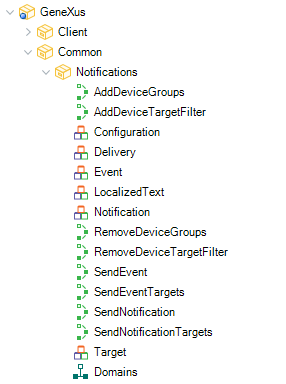 GeneXus
Client
Common
Notifications
AddDeviceGroups
AddDeviceTargetFilter
Configuration
Delivery
Event
LocalizedText
Notification
RemoveDeviceGroups
RemoveDeviceTargetFilter
SendEvent
SendEventTargets
SendNotification
SendNotificationTargets
Target
Domains